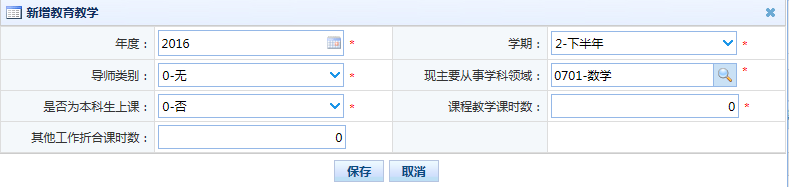 新增教育教学
年度： 2016 * 学期： 2-下半年 *
导师类别： 0-无 * 现主要从事学科领域： 0701-数学 *
是否为本科生上课： 0-否 * 课程教学课时数： 0 *
其他工作折合课时数： 0
保存 取消